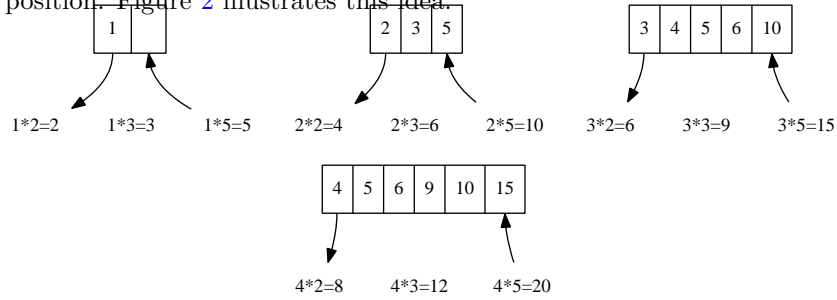 position. Figure 2 illustrates this idea.
1 2 3 5 3 4 5 6 10
1*2=2 1*3=3 1*5=5 2*2=4 2*3=6 2*5=10 3*2=6 3*3=9 3*5=15
4 5 6 9 10 15
4*2=8 4*3=12 4*5=20